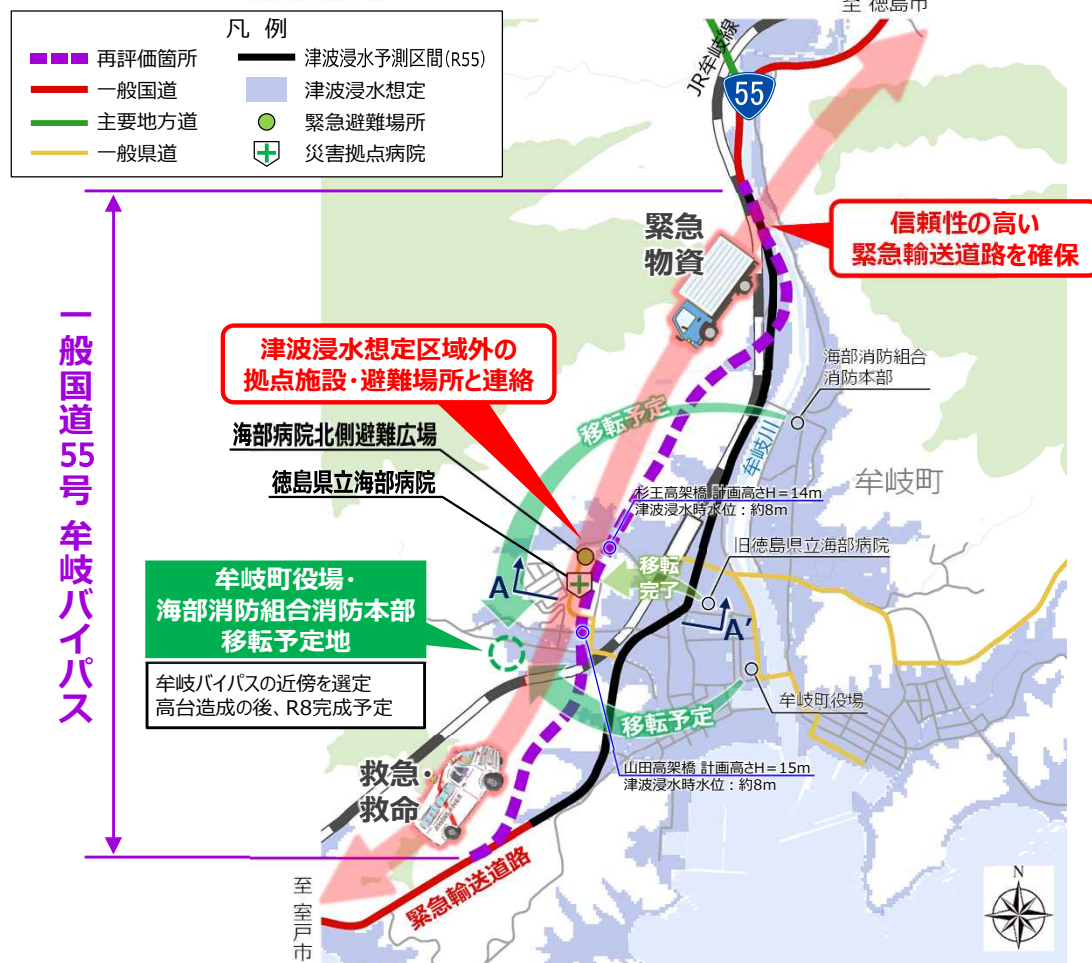 至 徳島市
凡 例
再評価箇所
津波浸水予測区間(R55)
一般国道
津波浸水想定
主要地方道
緊急避難場所
一般県道
災害拠点病院
JR牟岐線
55
信頼性の高い
緊急輸送道路を確保
緊急
物資
一般国道55号 牟岐バイパス
津波浸水想定区域外の
拠点施設・避難場所と連絡
海部消防組合
消防本部
移転予定
牟岐川
海部病院北側避難広場
徳島県立海部病院
牟岐町
杉王高架橋 計画高さH=14m
津波浸水時水位:約8m
旧徳島県立海部病院
移転
完了
A
A'
牟岐町役場・
海部消防組合消防本部
移転予定地
牟岐バイパスの近傍を選定
高台造成の後、R8完成予定
移転予定
牟岐町役場
山田高架橋 計画高さH=15m
津波浸水時水位:約8m
救急・
救命
緊急輸送道路
至 室戸市
N